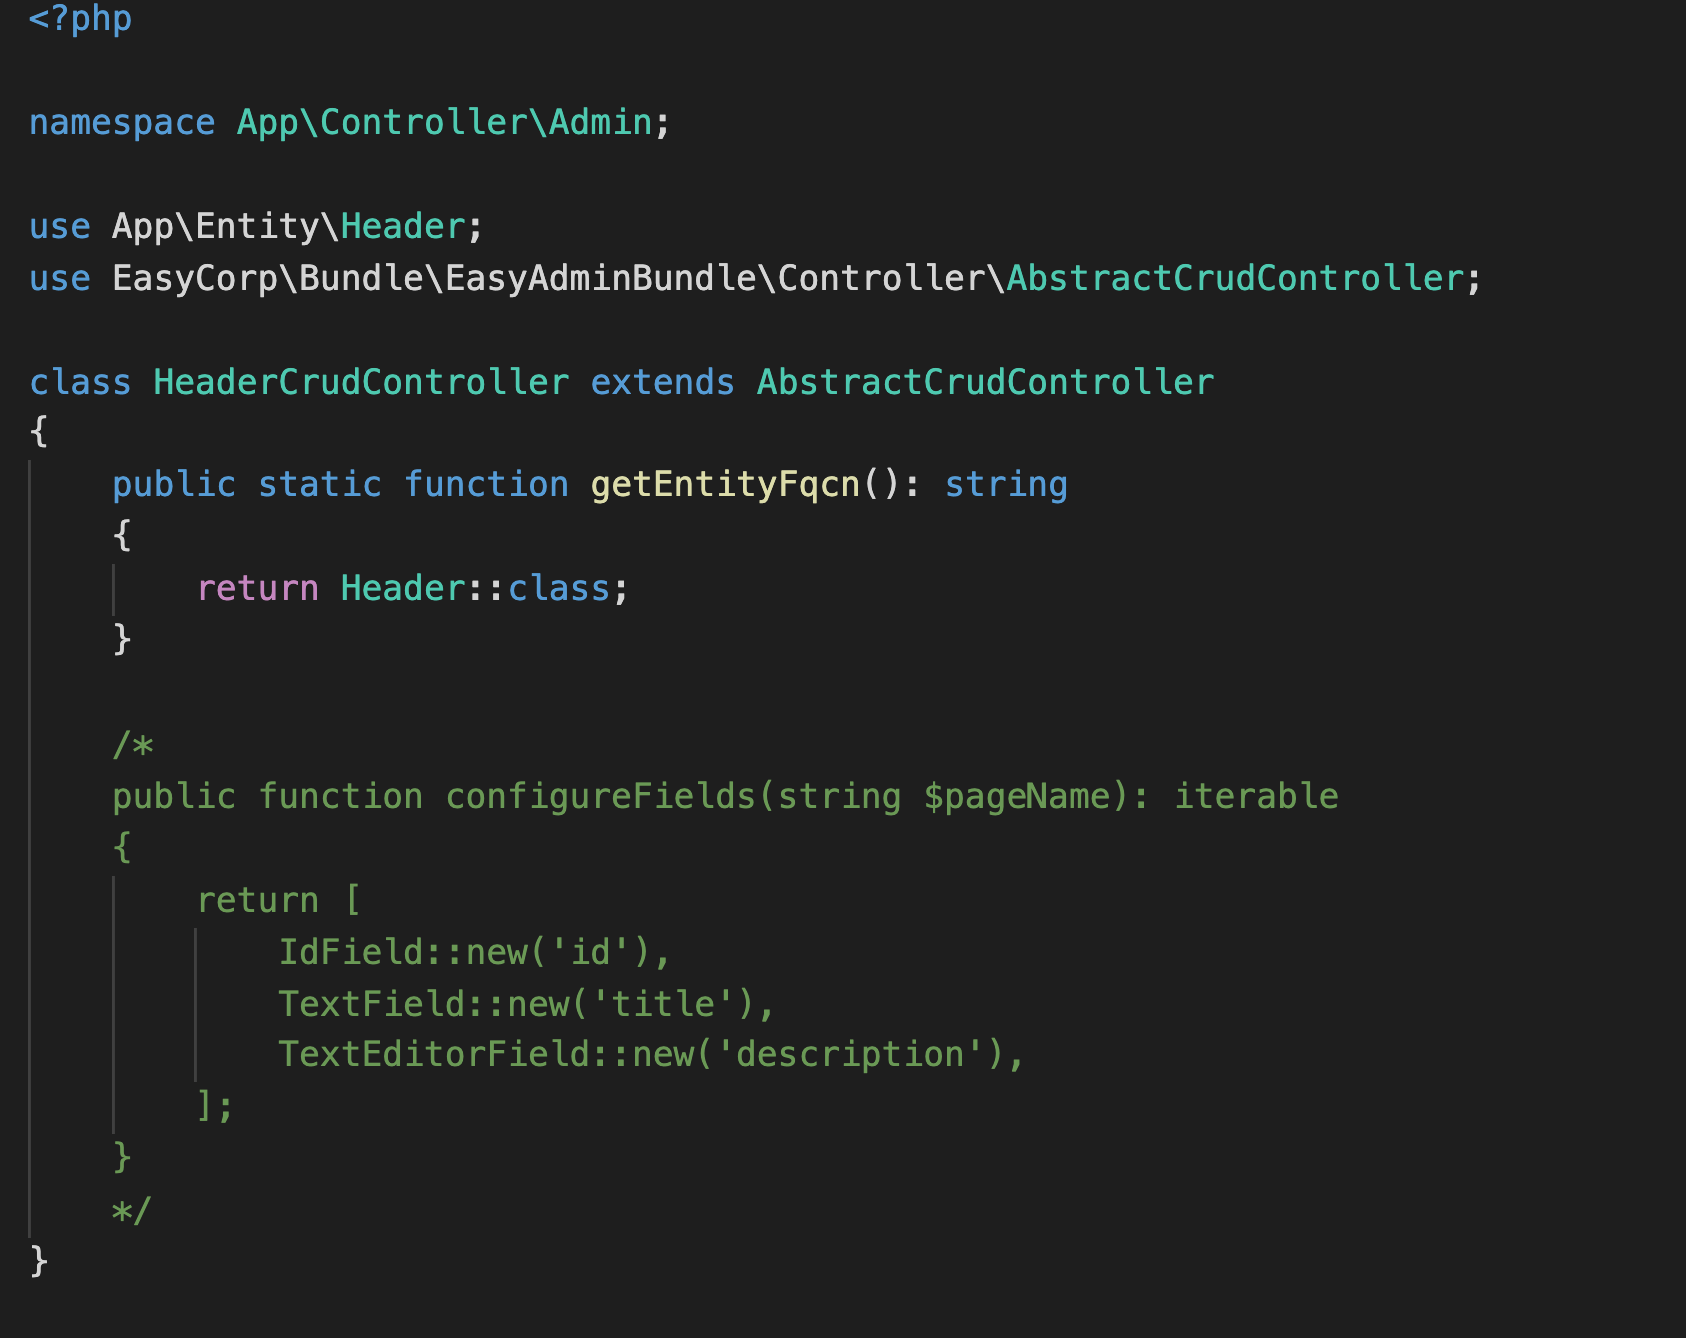 <?php
namespace App\Controller\Admin;
use App\Entity\Header;
use EasyCorp\Bundle\EasyAdminBundle\Controller\AbstractCrudController;
class HeaderCrudController extends AbstractCrudController
{
    public static function getEntityFqcn(): string
    {
        return Header::class;
    }
    /*
    public function configureFields(string $pageName): iterable
    {
        return [
            IdField::new('id'),
            TextField::new('title'),
            TextEditorField::new('description'),
        ];
    }
    */
}